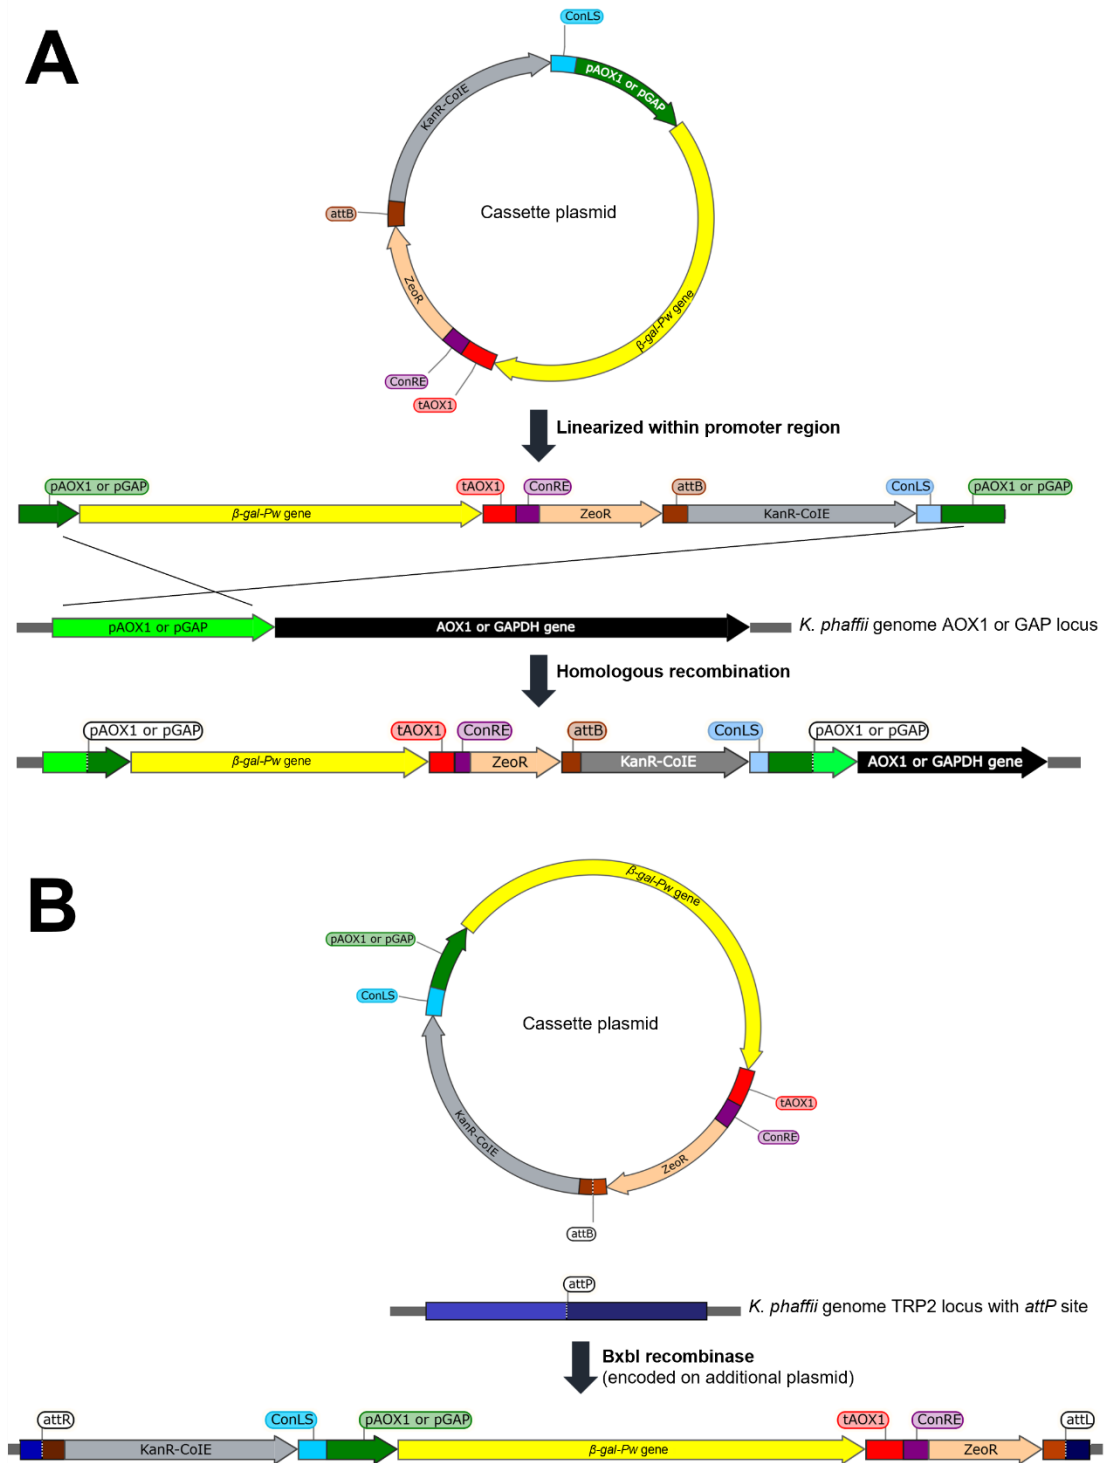 A
ConLS
pAOX1 or pGAP
KanR-ColE
Cassette plasmid
attB
ZeoR
β-gal-Pw gene
ConRE
tAOX1
Linearized within promoter region
pAOX1 or pGAP
tAOX1
ConRE
attB
ConLS
pAOX1 or pGAP
β-gal-Pw gene
ZeoR
KanR-ColE
pAOX1 or pGAP
AOX1 or GAPDH gene
K. phaffii genome AOX1 or GAP locus
Homologous recombination
pAOX1 or pGAP
tAOX1
ConRE
attB
ConLS
pAOX1 or pGAP
β-gal-Pw gene
ZeoR
KanR-ColE
AOX1 or GAPDH gene
B
β-gal-Pw gene
pAOX1 or pGAP
ConLS
Cassette plasmid
tAOX1
ConRE
KanR-ColE
ZeoR
attB
attP
K. phaffii genome TRP2 locus with attP site
BxbI recombinase
(encoded on additional plasmid)
attR
ConLS
pAOX1 or pGAP
tAOX1
ConRE
attL
KanR-ColE
β-gal-Pw gene
ZeoR